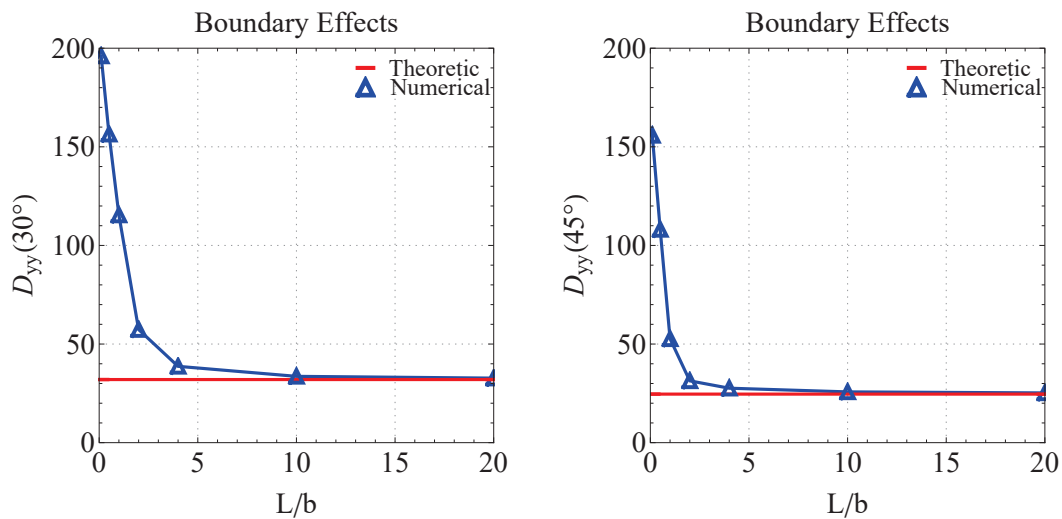 Boundary Effects
200
150
100
50
0
0 5 10 15 20
D_yy(30°)
L/b
Theoretic
Numerical
Boundary Effects
200
150
100
50
0
0 5 10 15 20
D_yy(45°)
L/b
Theoretic
Numerical